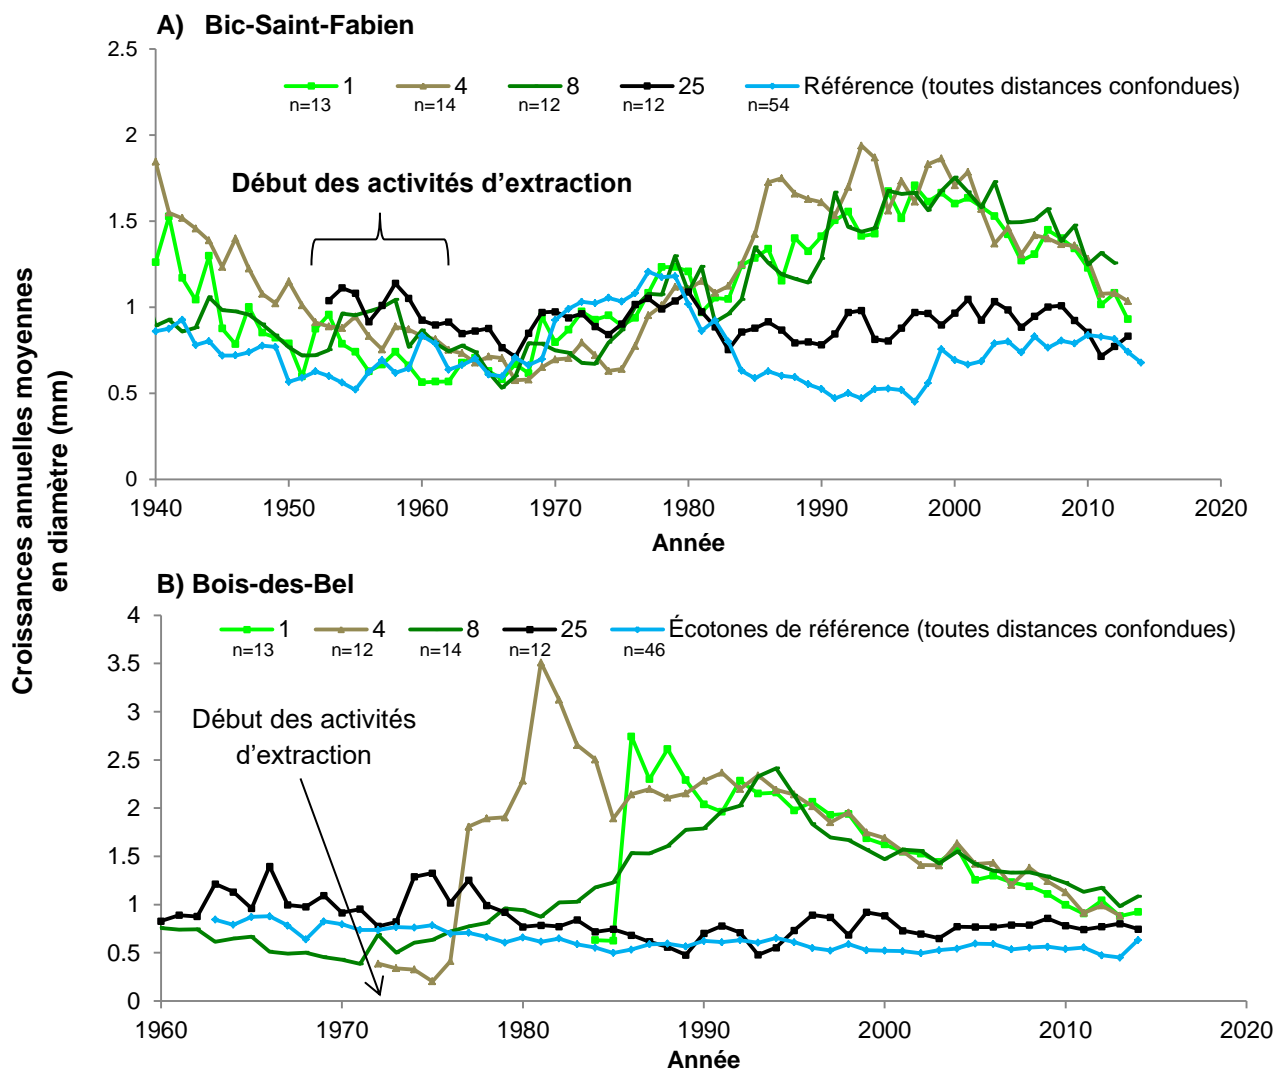 A) Bic-Saint-Fabien
2.5
2
1.5
1
0.5
0
1 4 8 25 Référence (toutes distances confondues)
n=13 n=14 n=12 n=12 n=54
Début des activités d’extraction
1940 1950 1960 1970 1980 1990 2000 2010 2020
Année
Croissances annuelles moyennes
en diamètre (mm)
B) Bois-des-Bel
4
3.5
3
2.5
2
1.5
1
0.5
0
1 4 8 25 Écotones de référence (toutes distances confondues)
n=13 n=12 n=14 n=12 n=46
Début des activités
d’extraction
1960 1970 1980 1990 2000 2010 2020
Année